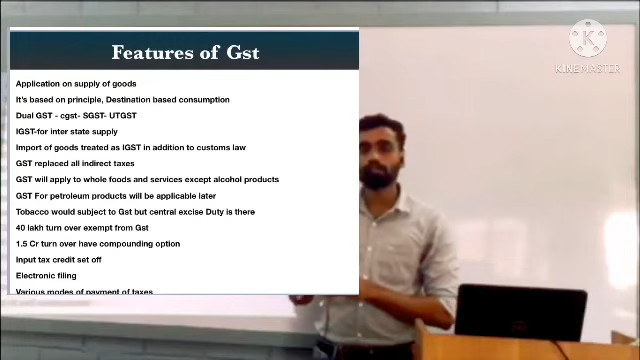 Features of Gst
Application on supply of goods
It's based on principle, Destination based consumption
Dual GST - cgst- SGST- UTGST
IGST-for inter state supply
Import of goods treated as IGST in addition to customs law
GST replaced all indirect taxes
GST will apply to whole foods and services except alcohol products
GST For petroleum products will be applicable later
Tobacco would subject to Gst but central excise Duty is there
40 lakh turn over exempt from Gst
1.5 Cr turn over have compounding option
Input tax credit set off
Electronic filing
Various modes of payment of taxes
K
KINEMASTER